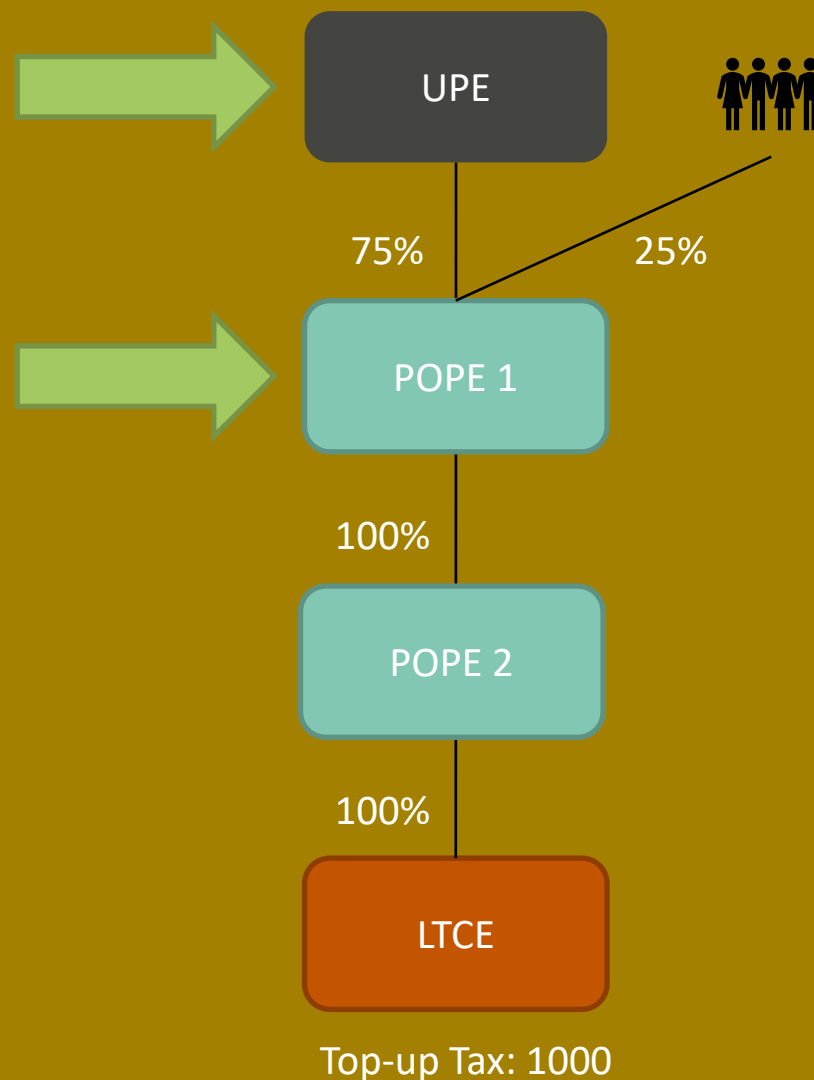 UPE
75%
25%
POPE 1
100%
POPE 2
100%
LTCE
Top-up Tax: 1000